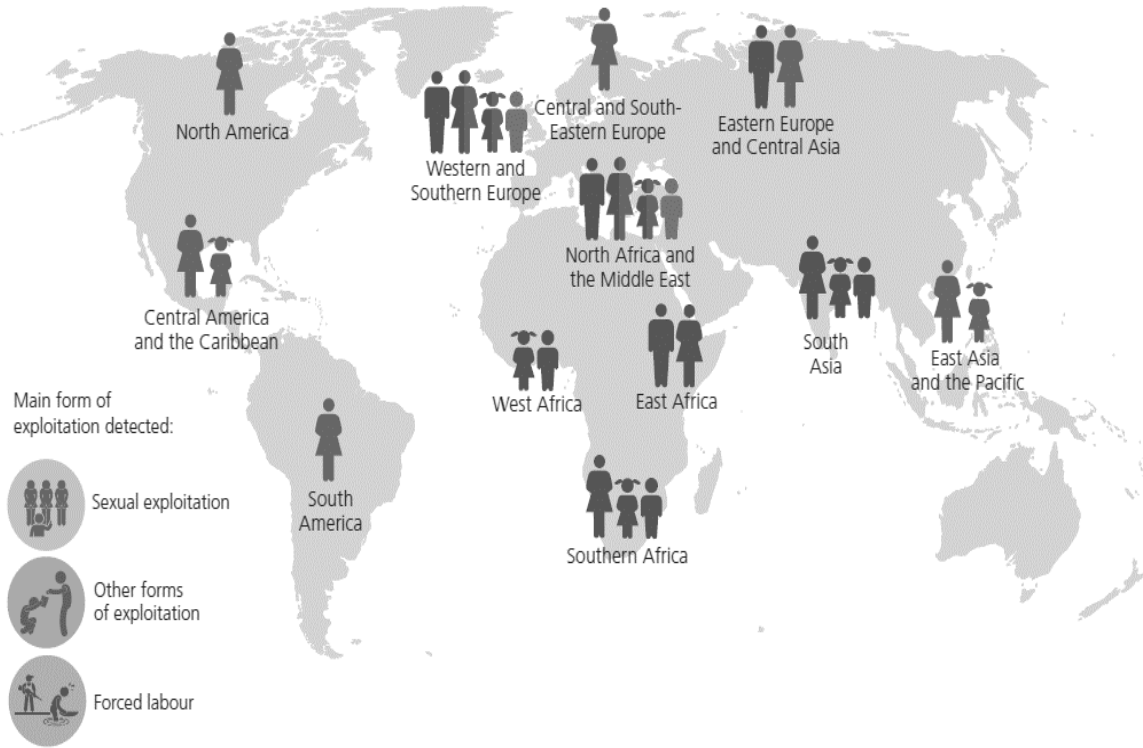 North America
Central and South-
Eastern Europe
Eastern Europe
and Central Asia
Western and
Southern Europe
North Africa and
the Middle East
Central America
and the Caribbean
South
Asia
East Asia
and the Pacific
West Africa
East Africa
South
America
Southern Africa
Main form of
exploitation detected:
Sexual exploitation
Other forms
of exploitation
Forced labour